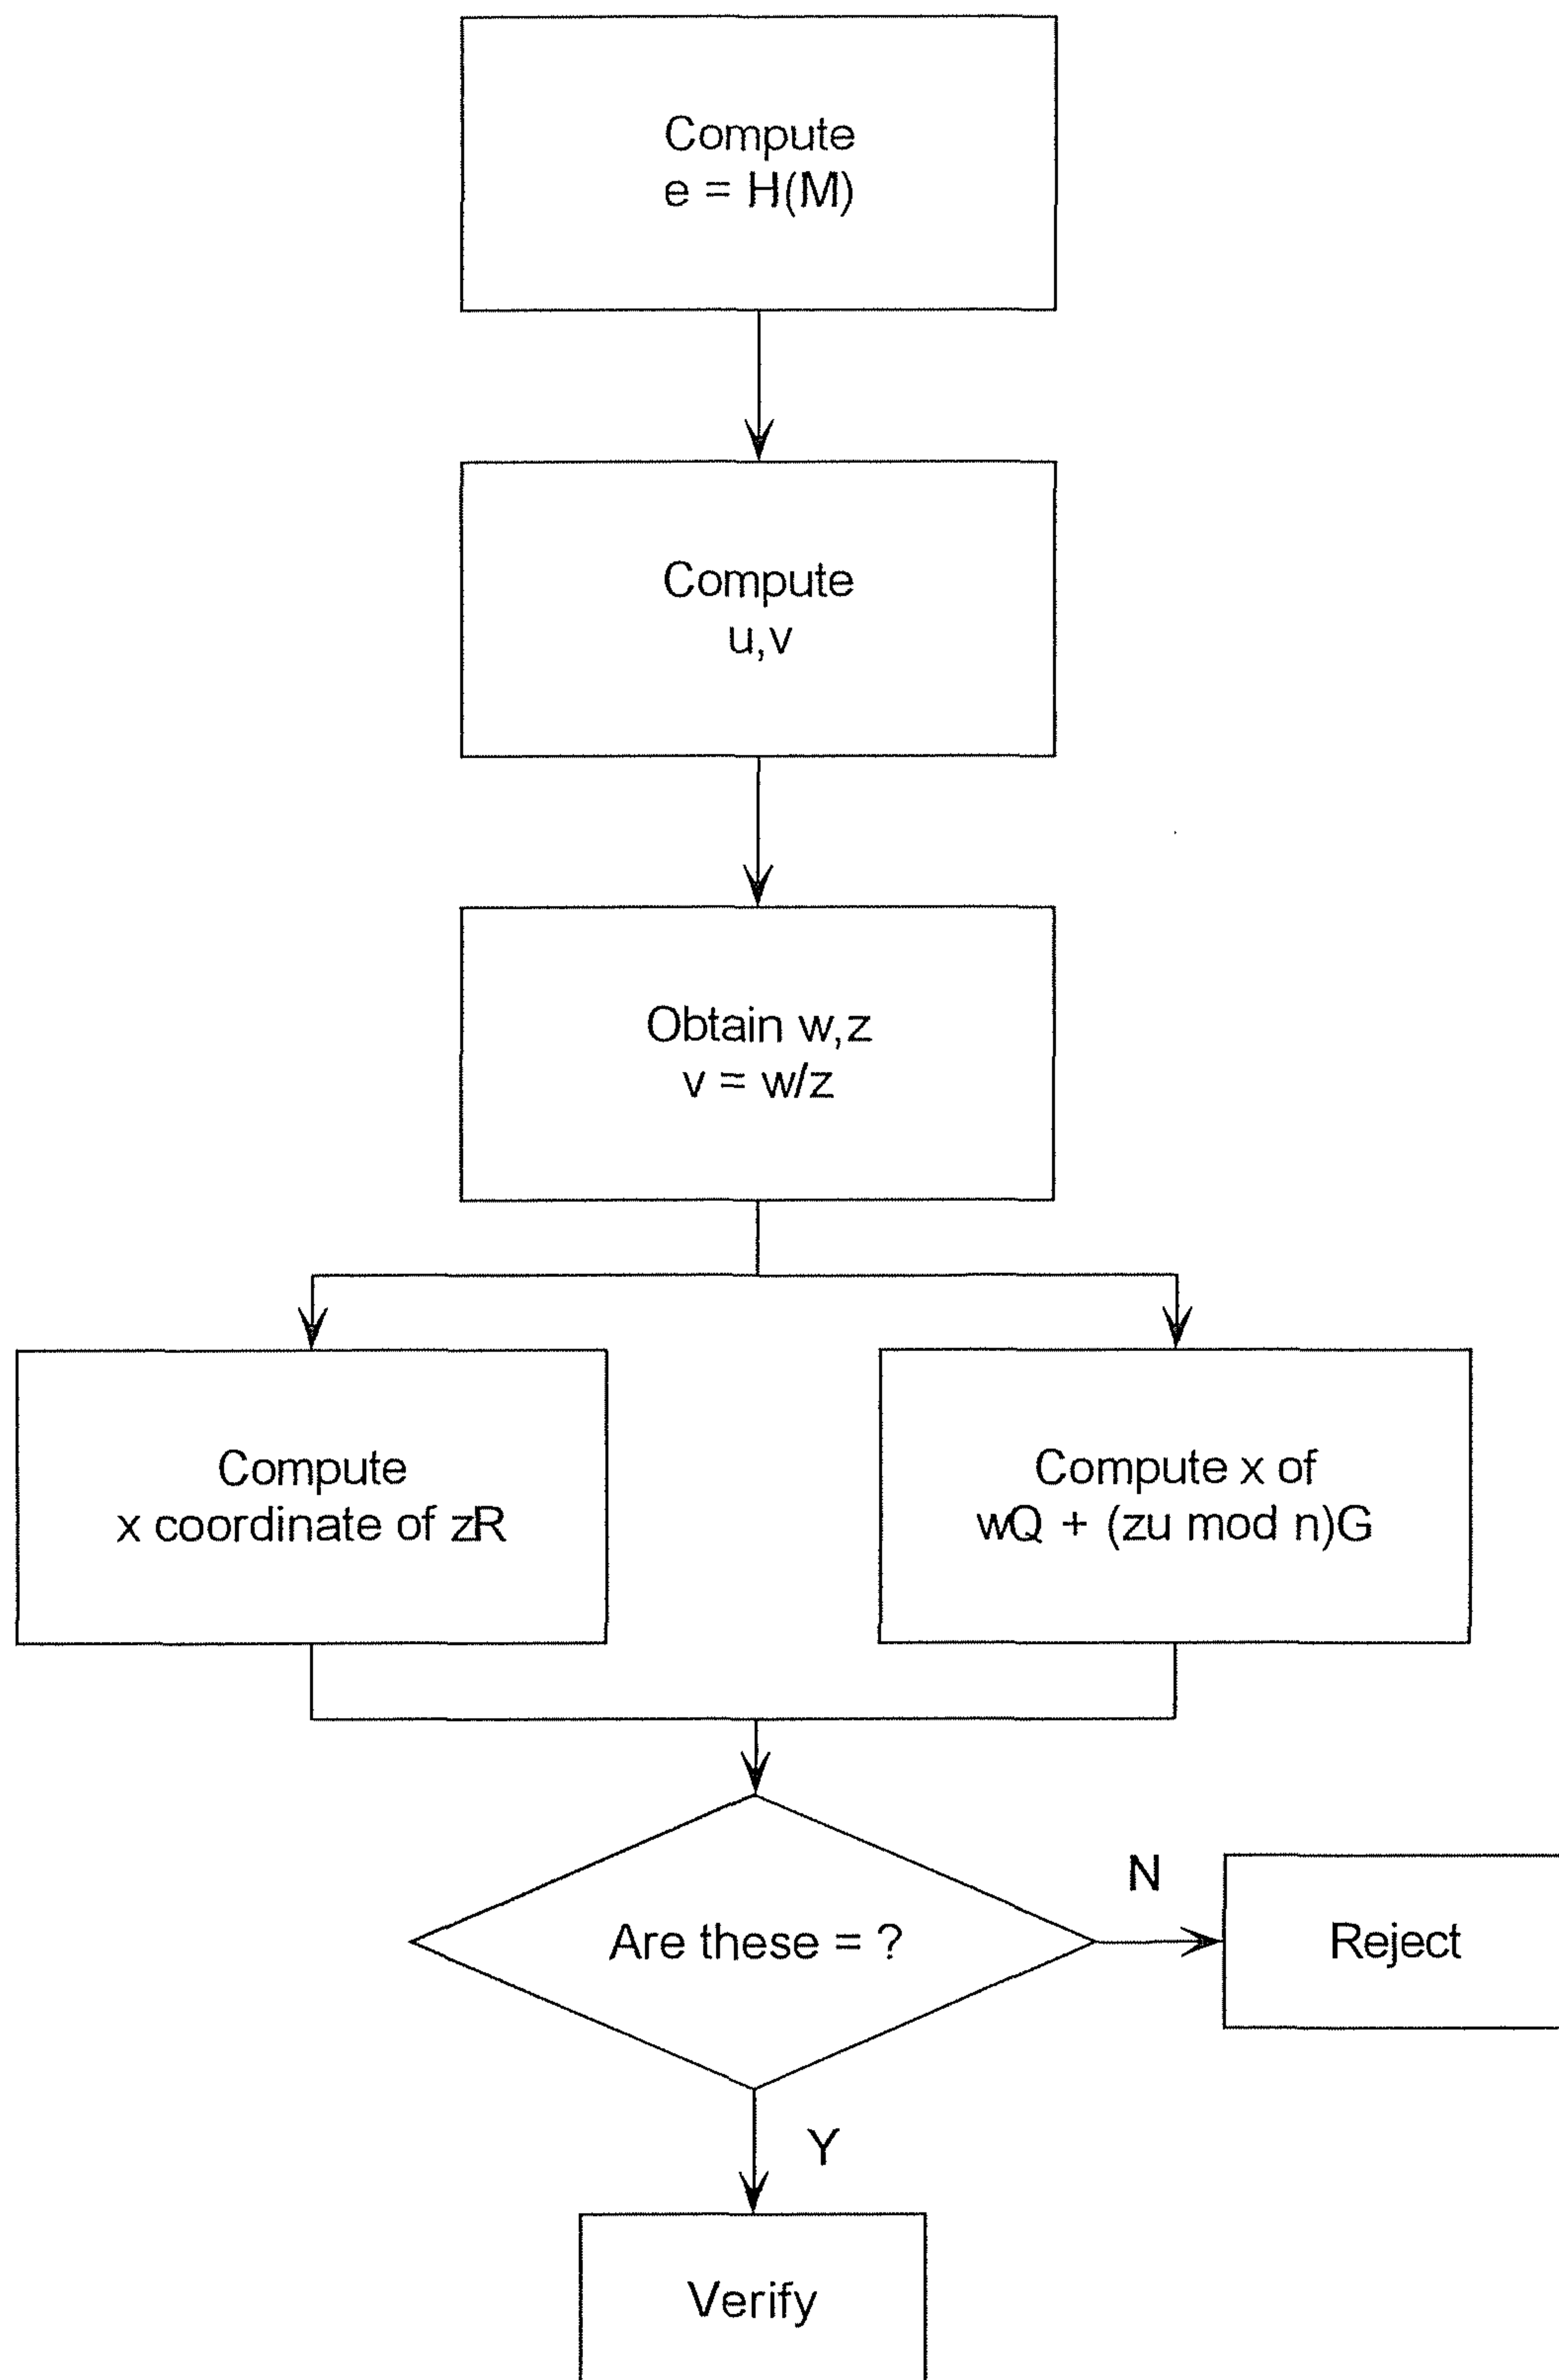 Compute
e = H(M)
Compute
u,v
Obtain w,z
v = w/z
Compute
x coordinate of zR
Compute x of
wQ + (zu mod n)G
Are these = ?
N
Reject
Y
Verify